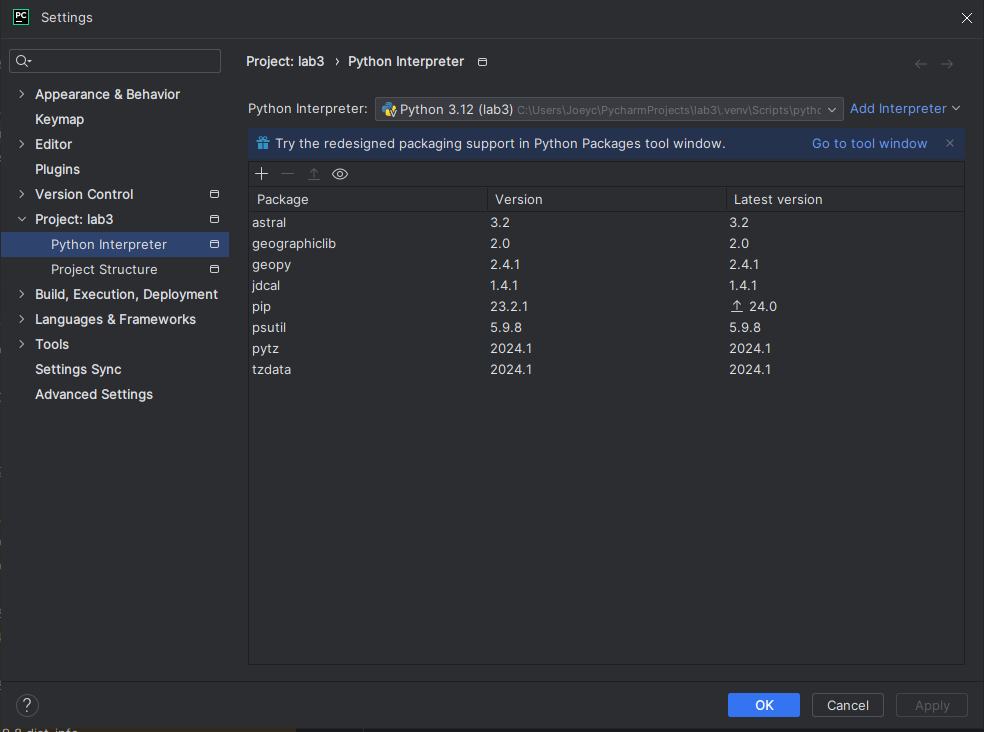 PC Settings
Project: lab3 › Python Interpreter
Appearance & Behavior
Keymap
Editor
Plugins
Version Control
Project: lab3
Python Interpreter
Project Structure
Build, Execution, Deployment
Languages & Frameworks
Tools
Settings Sync
Advanced Settings
Python Interpreter: Python 3.12 (lab3) C:\Users\Joeyc\PycharmProjects\lab3\.venv\Scripts\pythc Add Interpreter
Try the redesigned packaging support in Python Packages tool window. Go to tool window
Package Version Latest version
astral 3.2 3.2
geographiclib 2.0 2.0
geopy 2.4.1 2.4.1
jdcal 1.4.1 1.4.1
pip 23.2.1 24.0
psutil 5.9.8 5.9.8
pytz 2024.1 2024.1
tzdata 2024.1 2024.1
? OK Cancel Apply